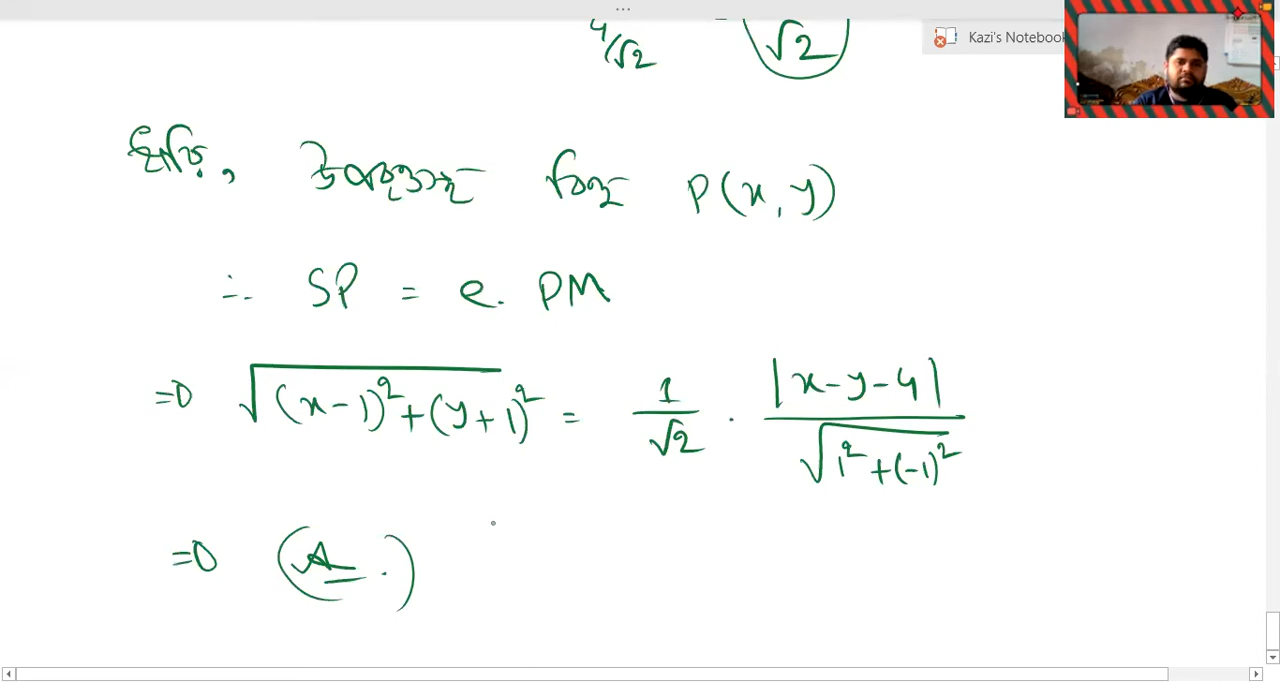 4/√2 = √2
Kazi's Notebook
ধরি, উপবৃত্তের বিন্দু P(x, y)
∴ SP = e. PM
⇒ √(x-1)²+(y+1)² = 1/√2 · |x-y-4| / √1²+(-1)²
⇒ (A .)